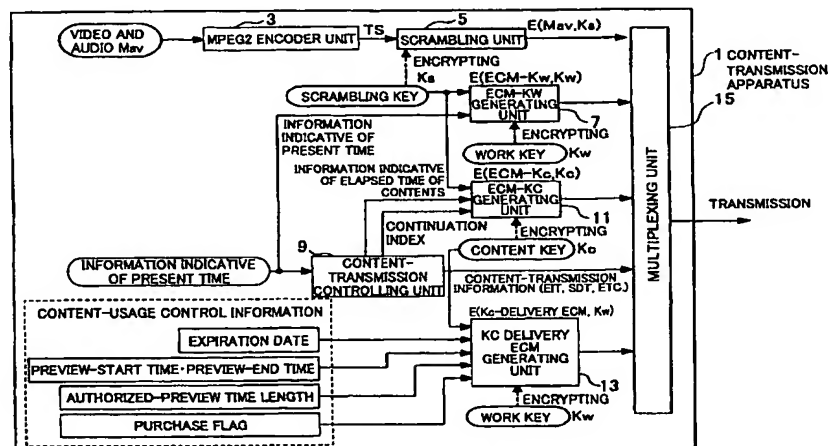 VIDEO AND
AUDIO Mav
3
MPEG2 ENCODER UNIT
TS
5
SCRAMBLING UNIT
E(Mav,Ks)
1 CONTENT-
TRANSMISSION
APPARATUS
15
ENCRYPTING
Ks
SCRAMBLING KEY
E(ECM-Kw,Kw)
ECM-KW
GENERATING
UNIT
7
INFORMATION
INDICATIVE OF
PRESENT TIME
ENCRYPTING
WORK KEY
Kw
INFORMATION INDICATIVE
OF ELAPSED TIME OF
CONTENTS
E(ECM-Kc,Kc)
ECM-KC
GENERATING
UNIT
11
MULTIPLEXING UNIT
TRANSMISSION
CONTINUATION
INDEX
ENCRYPTING
CONTENT KEY
Kc
9
INFORMATION INDICATIVE
OF PRESENT TIME
CONTENT-
TRANSMISSION
CONTROLLING UNIT
CONTENT-TRANSMISSION
INFORMATION (EIT, SDT, ETC.)
CONTENT-USAGE CONTROL INFORMATION
E(Kc-DELIVERY ECM, Kw)
EXPIRATION DATE
KC DELIVERY
ECM
GENERATING
UNIT
13
PREVIEW-START TIME·PREVIEW-END TIME
AUTHORIZED-PREVIEW TIME LENGTH
ENCRYPTING
PURCHASE FLAG
WORK KEY
Kw